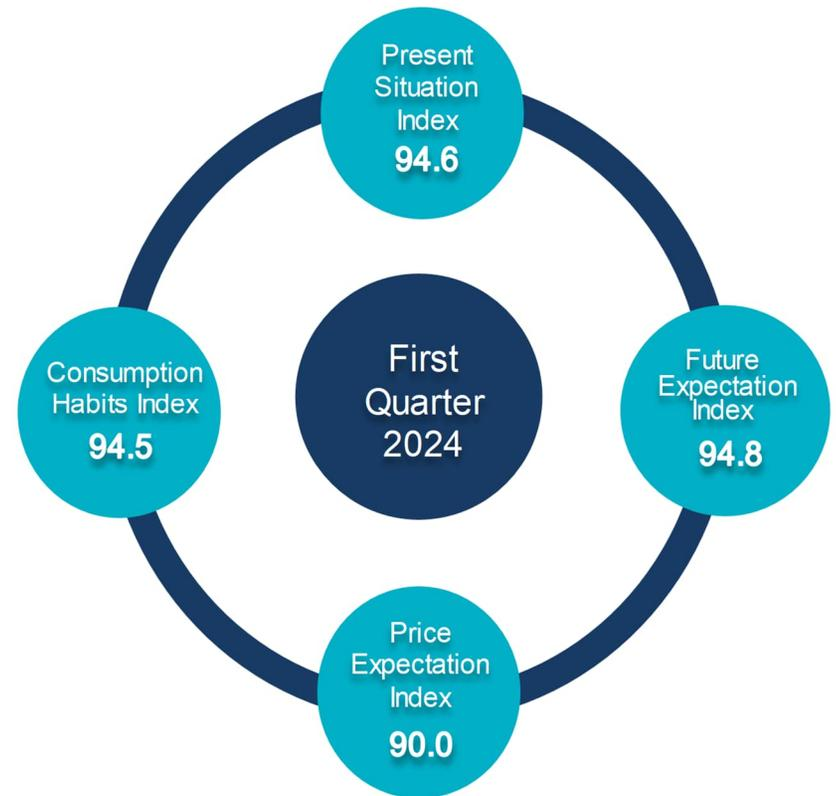 Present
Situation
Index
94.6
Consumption
Habits Index
94.5
First
Quarter
2024
Future
Expectation
Index
94.8
Price
Expectation
Index
90.0